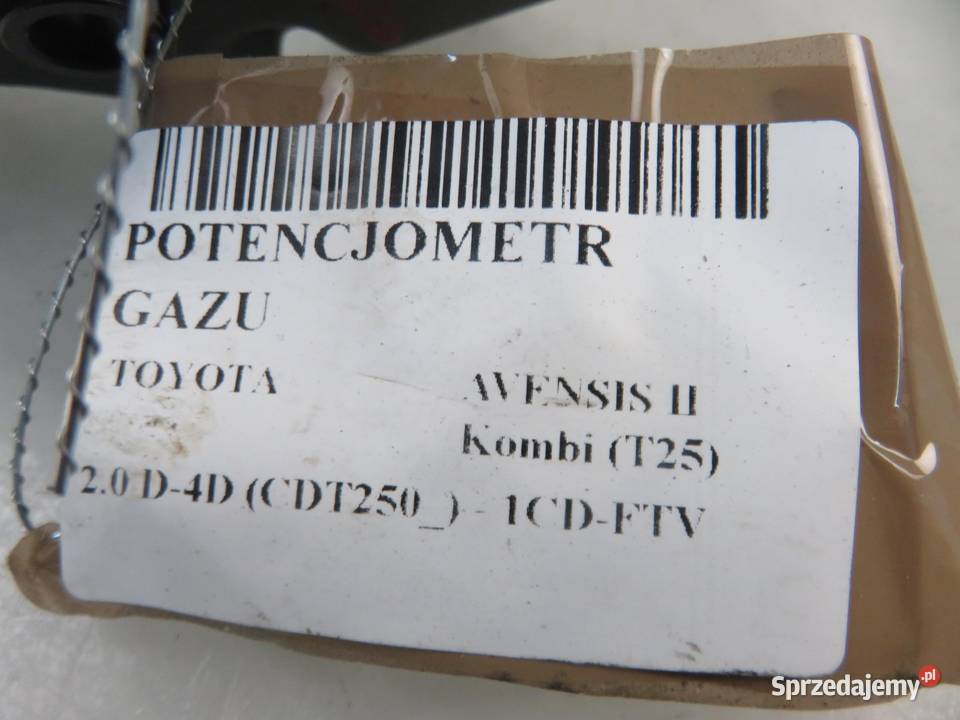 POTENCJOMETR
GAZU
TOYOTA AVENSIS II
Kombi (T25)
2.0 D-4D (CDT250_) - 1CD-FTV
Sprzedajemy.pl